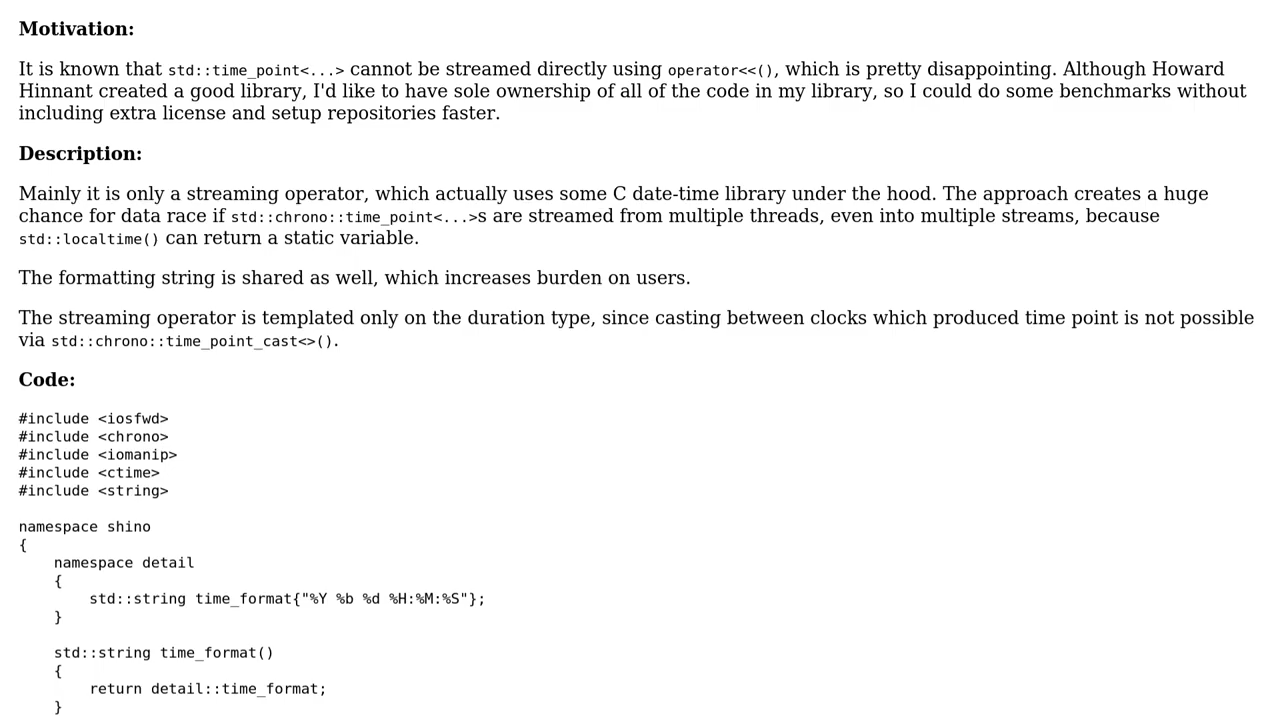 Motivation:
It is known that std::time_point<...> cannot be streamed directly using operator<<(), which is pretty disappointing. Although Howard
Hinnant created a good library, I'd like to have sole ownership of all of the code in my library, so I could do some benchmarks without
including extra license and setup repositories faster.
Description:
Mainly it is only a streaming operator, which actually uses some C date-time library under the hood. The approach creates a huge
chance for data race if std::chrono::time_point<...>s are streamed from multiple threads, even into multiple streams, because
std::localtime() can return a static variable.
The formatting string is shared as well, which increases burden on users.
The streaming operator is templated only on the duration type, since casting between clocks which produced time point is not possible
via std::chrono::time_point_cast<>().
Code:
#include <iosfwd>
#include <chrono>
#include <iomanip>
#include <ctime>
#include <string>
namespace shino
{
    namespace detail
    {
        std::string time_format{"%Y %b %d %H:%M:%S"};
    }
    std::string time_format()
    {
        return detail::time_format;
    }